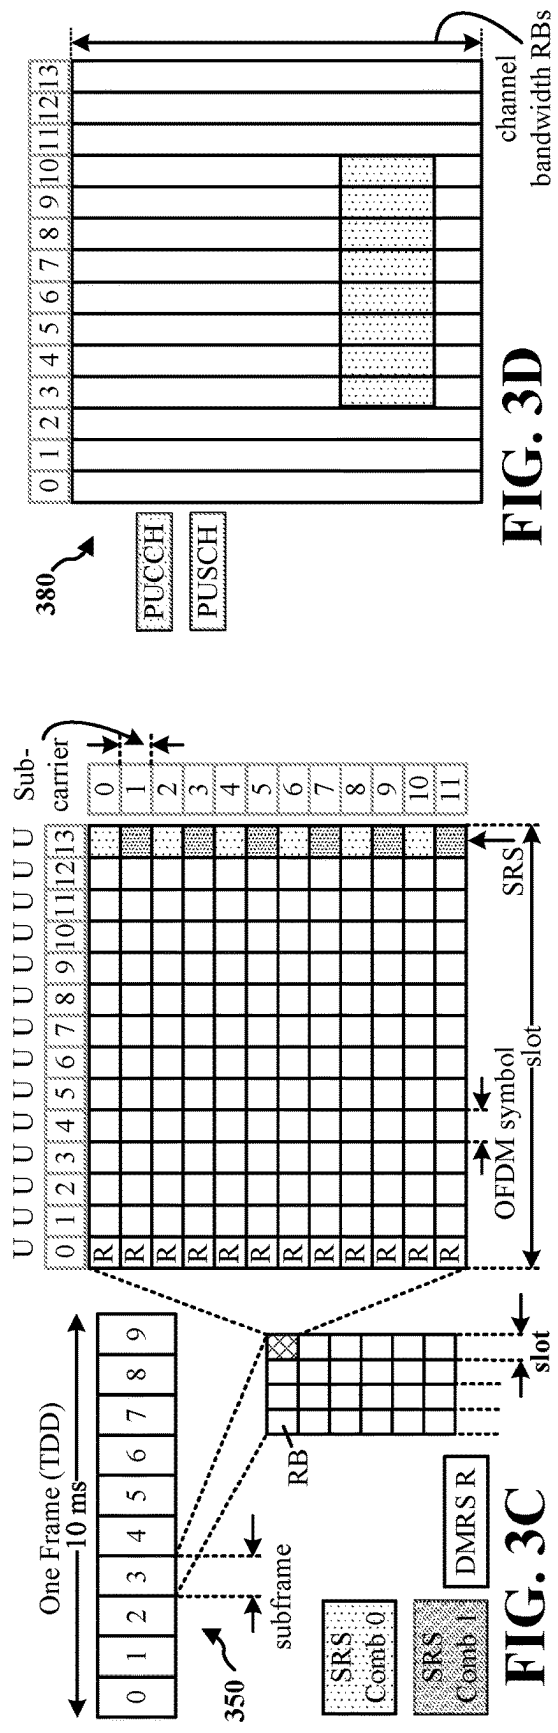 One Frame (TDD)
10 ms
0 1 2 3 4 5 6 7 8 9
subframe
350
RB
slot
U U U U U U U U U U U U U U
0 1 2 3 4 5 6 7 8 9 10 11 12 13
Sub-
carrier
R 0
R 1
R 2
R 3
R 4
R 5
R 6
R 7
R 8
R 9
R 10
R 11
OFDM symbol
SRS
slot
SRS
Comb 0
SRS
Comb 1
DMRS R
FIG. 3C
380
0 1 2 3 4 5 6 7 8 9 10 11 12 13
PUCCH
PUSCH
channel
bandwidth RBs
FIG. 3D